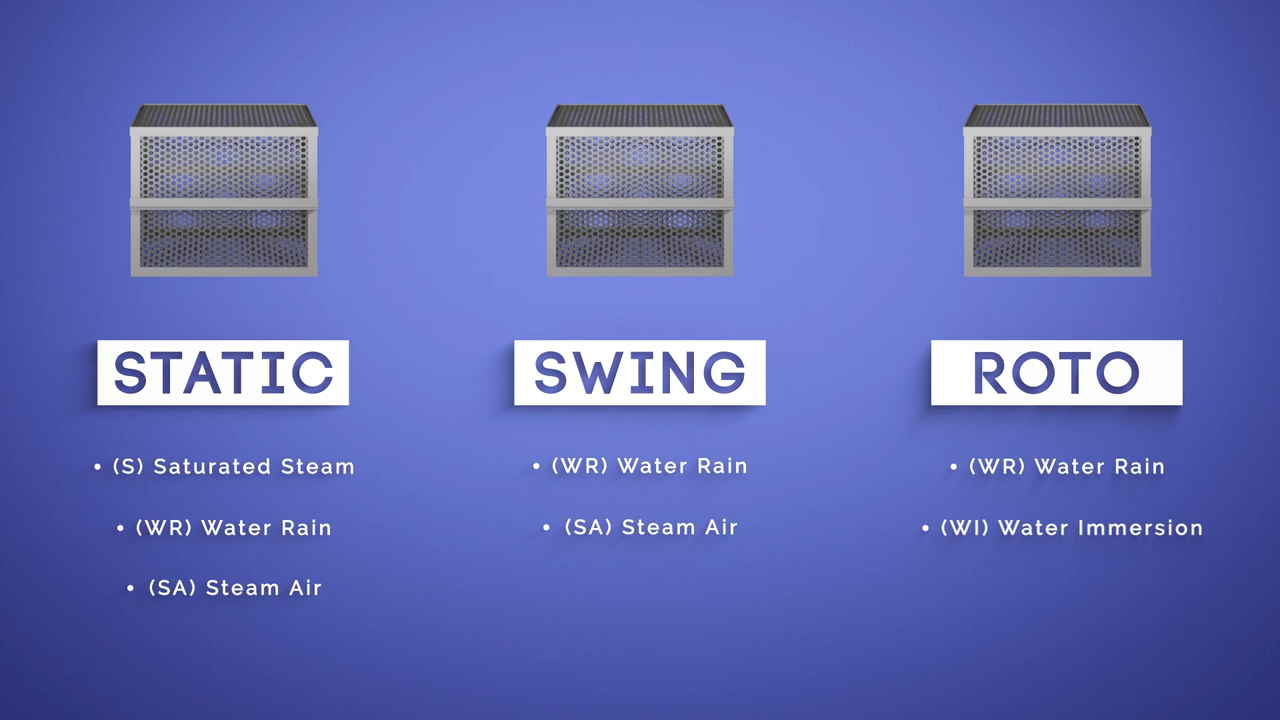 STATIC
• (S) Saturated Steam
• (WR) Water Rain
• (SA) Steam Air
SWING
• (WR) Water Rain
• (SA) Steam Air
ROTO
• (WR) Water Rain
• (WI) Water Immersion